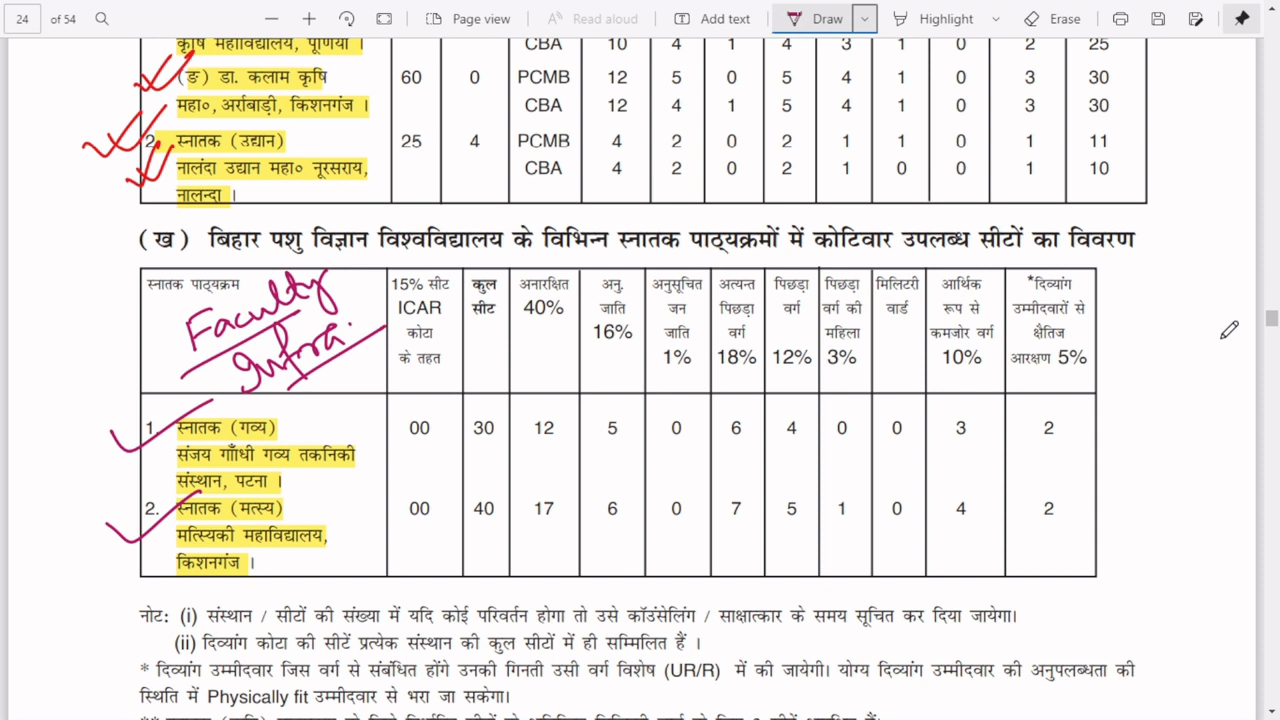 24 of 54 Page view Read aloud Add text Draw Highlight Erase
कृषि महाविद्यालय, पूर्णिया । CBA 10 4 1 4 3 1 0 2 25
(ङ) डा. कलाम कृषि 60 0 PCMB 12 5 0 5 4 1 0 3 30
महा०, अर्राबाड़ी, किशनगंज । CBA 12 4 1 5 4 1 0 3 30
2. स्नातक (उद्यान) 25 4 PCMB 4 2 0 2 1 1 0 1 11
नालंदा उद्यान महा० नूरसराय, CBA 4 2 0 2 1 0 0 1 10
नालन्दा ।
(ख) बिहार पशु विज्ञान विश्वविद्यालय के विभिन्न स्नातक पाठ्यक्रमों में कोटिवार उपलब्ध सीटों का विवरण
स्नातक पाठ्यक्रम 15% सीट कुल अनारक्षित अनु. अनुसूचित अत्यन्त पिछड़ा पिछड़ा मिलिटरी आर्थिक *दिव्यांग
ICAR सीट 40% जाति जन पिछड़ा वर्ग वर्ग की वार्ड रूप से उम्मीदवारों से
कोटा 16% जाति वर्ग महिला कमजोर वर्ग क्षैतिज
के तहत 1% 18% 12% 3% 10% आरक्षण 5%
Faculty
Infra.
1. स्नातक (गव्य) 00 30 12 5 0 6 4 0 0 3 2
संजय गाँधी गव्य तकनिकी
संस्थान, पटना ।
2. स्नातक (मत्स्य) 00 40 17 6 0 7 5 1 0 4 2
मत्स्यिकी महाविद्यालय,
किशनगंज ।
नोट: (i) संस्थान / सीटों की संख्या में यदि कोई परिवर्तन होगा तो उसे कॉउंसेलिंग / साक्षात्कार के समय सूचित कर दिया जायेगा।
(ii) दिव्यांग कोटा की सीटें प्रत्येक संस्थान की कुल सीटों में ही सम्मिलित हैं ।
* दिव्यांग उम्मीदवार जिस वर्ग से संबंधित होंगे उनकी गिनती उसी वर्ग विशेष (UR/R) में की जायेगी। योग्य दिव्यांग उम्मीदवार की अनुपलब्धता की
स्थिति में Physically fit उम्मीदवार से भरा जा सकेगा।